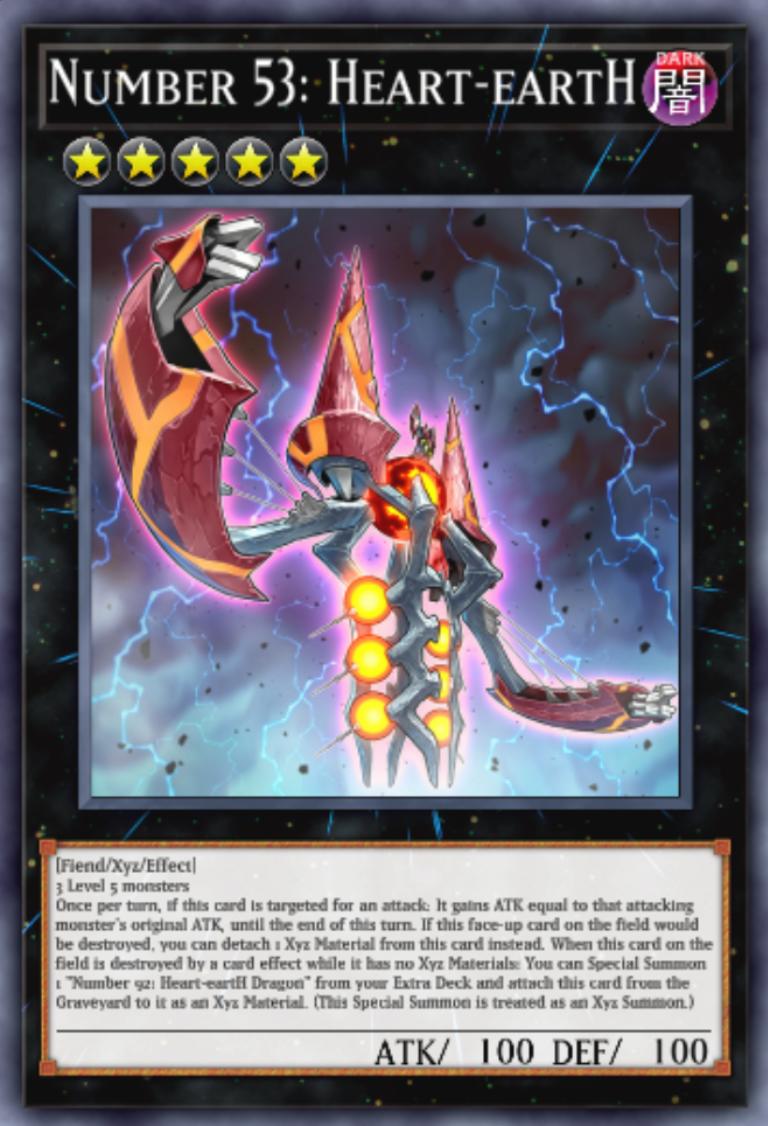 NUMBER 53: HEART-EARTH
DARK
闇
[Fiend/Xyz/Effect]
3 Level 5 monsters
Once per turn, if this card is targeted for an attack: It gains ATK equal to that attacking
monster's original ATK, until the end of this turn. If this face-up card on the field would
be destroyed, you can detach 1 Xyz Material from this card instead. When this card on the
field is destroyed by a card effect while it has no Xyz Materials: You can Special Summon
1 "Number 92: Heart-eartH Dragon" from your Extra Deck and attach this card from the
Graveyard to it as an Xyz Material. (This Special Summon is treated as an Xyz Summon.)
ATK/ 100 DEF/ 100